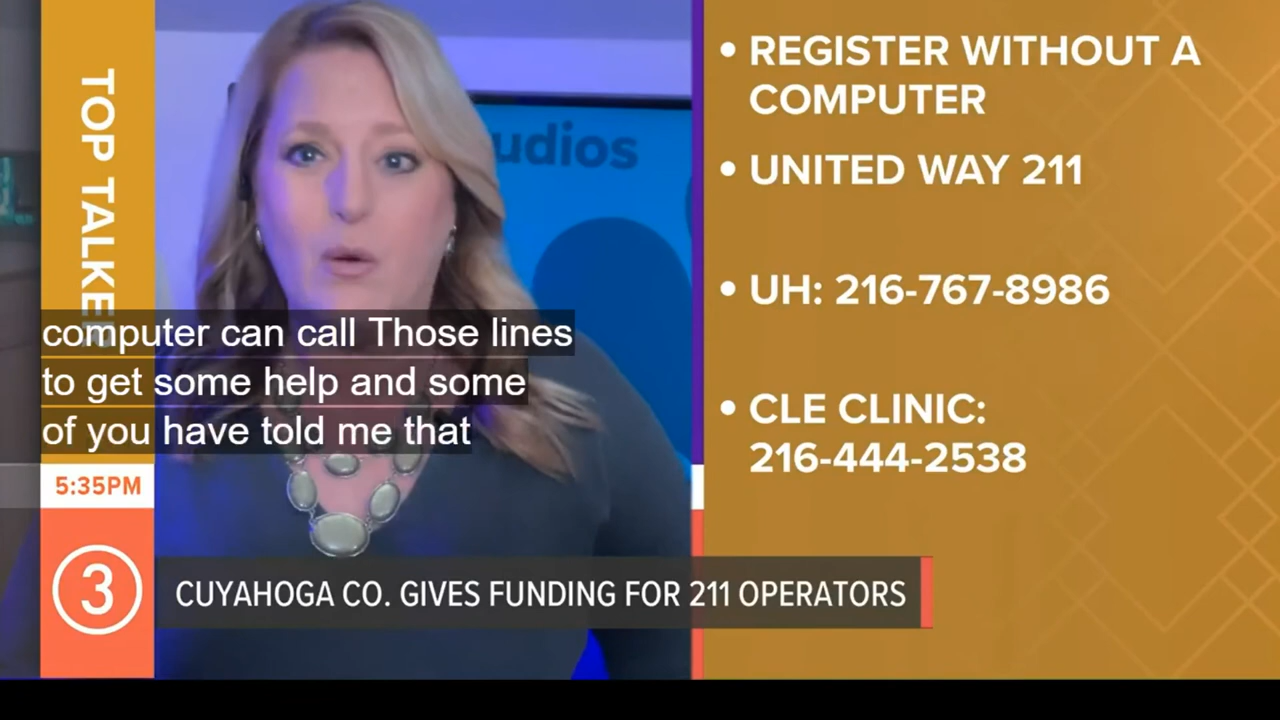 TOP TALKER
udios
computer can call Those lines
to get some help and some
of you have told me that
5:35PM
3
CUYAHOGA CO. GIVES FUNDING FOR 211 OPERATORS
• REGISTER WITHOUT A
COMPUTER
• UNITED WAY 211
• UH: 216-767-8986
• CLE CLINIC:
216-444-2538